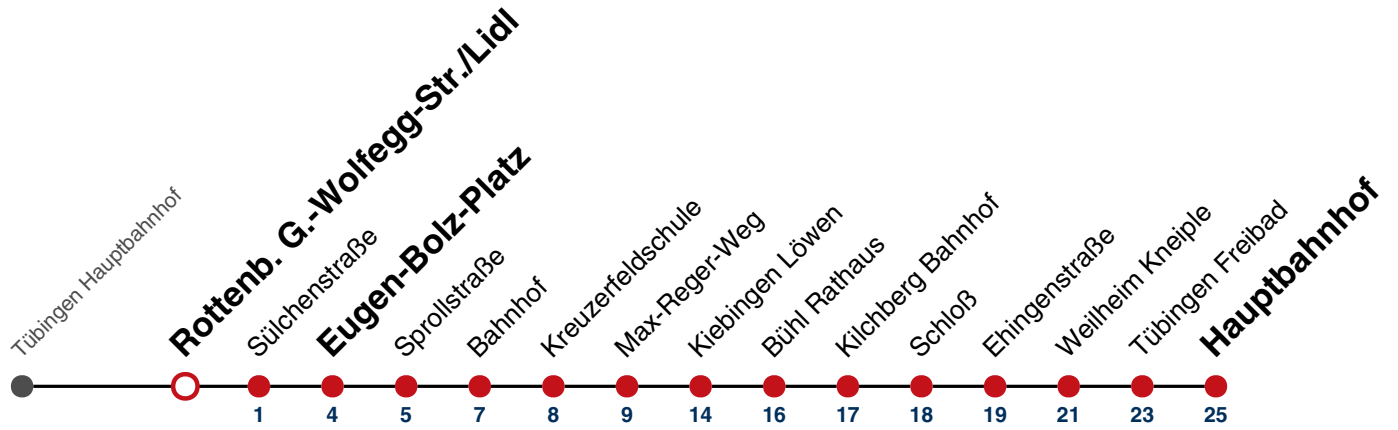 Tübingen Hauptbahnhof
Rottenb. G.-Wolfegg-Str./Lidl
Sülchenstraße
Eugen-Bolz-Platz
Sprollstraße
Bahnhof
Kreuzerfeldschule
Max-Reger-Weg
Kiebingen Löwen
Bühl Rathaus
Kilchberg Bahnhof
Schloß
Ehingenstraße
Weilheim Kneiple
Tübingen Freibad
Hauptbahnhof
1 4 5 7 8 9 14 16 17 18 19 21 23 25